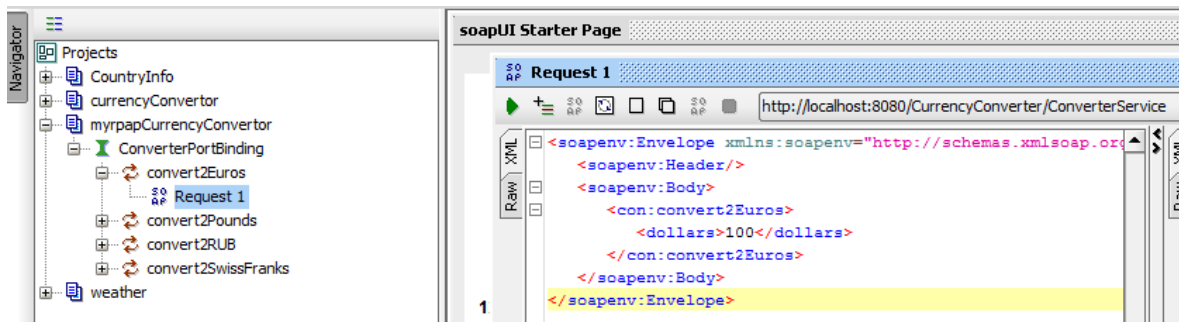 Navigator
Projects
CountryInfo
currencyConvertor
myrpapCurrencyConvertor
ConverterPortBinding
convert2Euros
Request 1
convert2Pounds
convert2RUB
convert2SwissFranks
weather
soapUI Starter Page
Request 1
http://localhost:8080/CurrencyConverter/ConverterService
XML
Raw
<soapenv:Envelope xmlns:soapenv="http://schemas.xmlsoap.org
<soapenv:Header/>
<soapenv:Body>
<con:convert2Euros>
<dollars>100</dollars>
</con:convert2Euros>
</soapenv:Body>
</soapenv:Envelope>
1